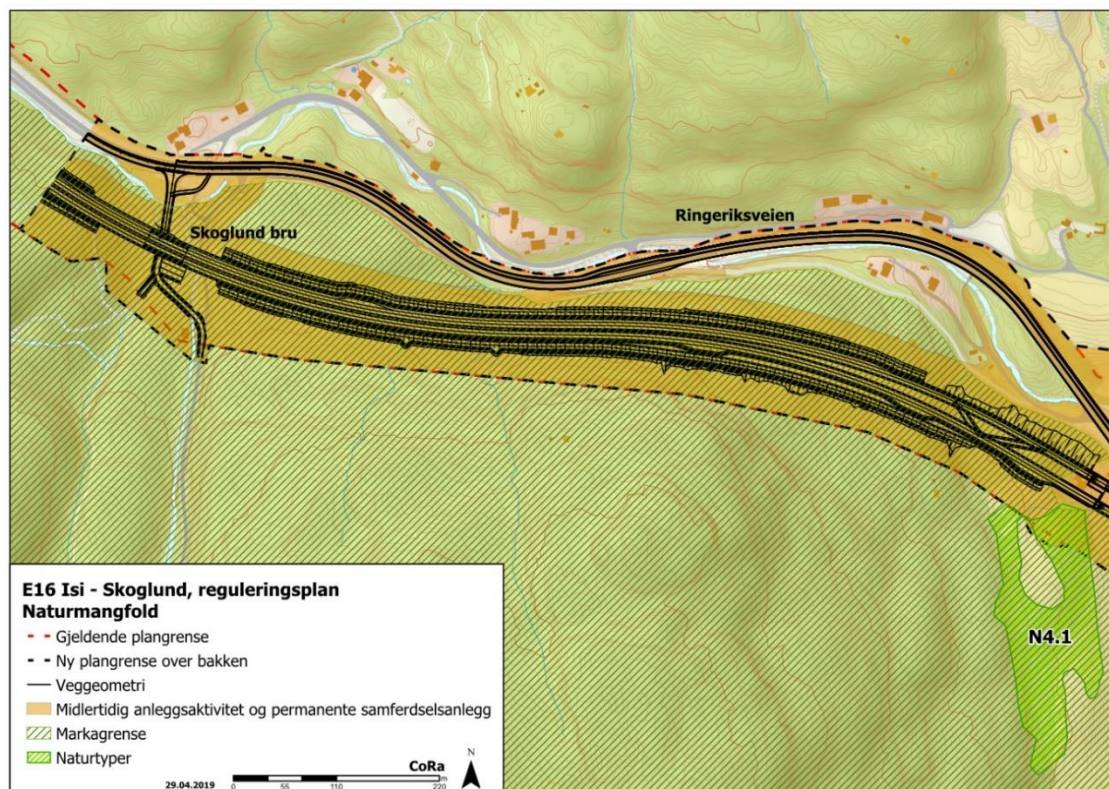 Ringeriksveien
Skoglund bru
N4.1
E16 Isi - Skoglund, reguleringsplan
Naturmangfold
Gjeldende plangrense
Ny plangrense over bakken
Veggeometri
Midlertidig anleggsaktivitet og permanente samferdselsanlegg
Markagrense
Naturtyper
N
CoRa
m
29.04.2019
0 55 110 220